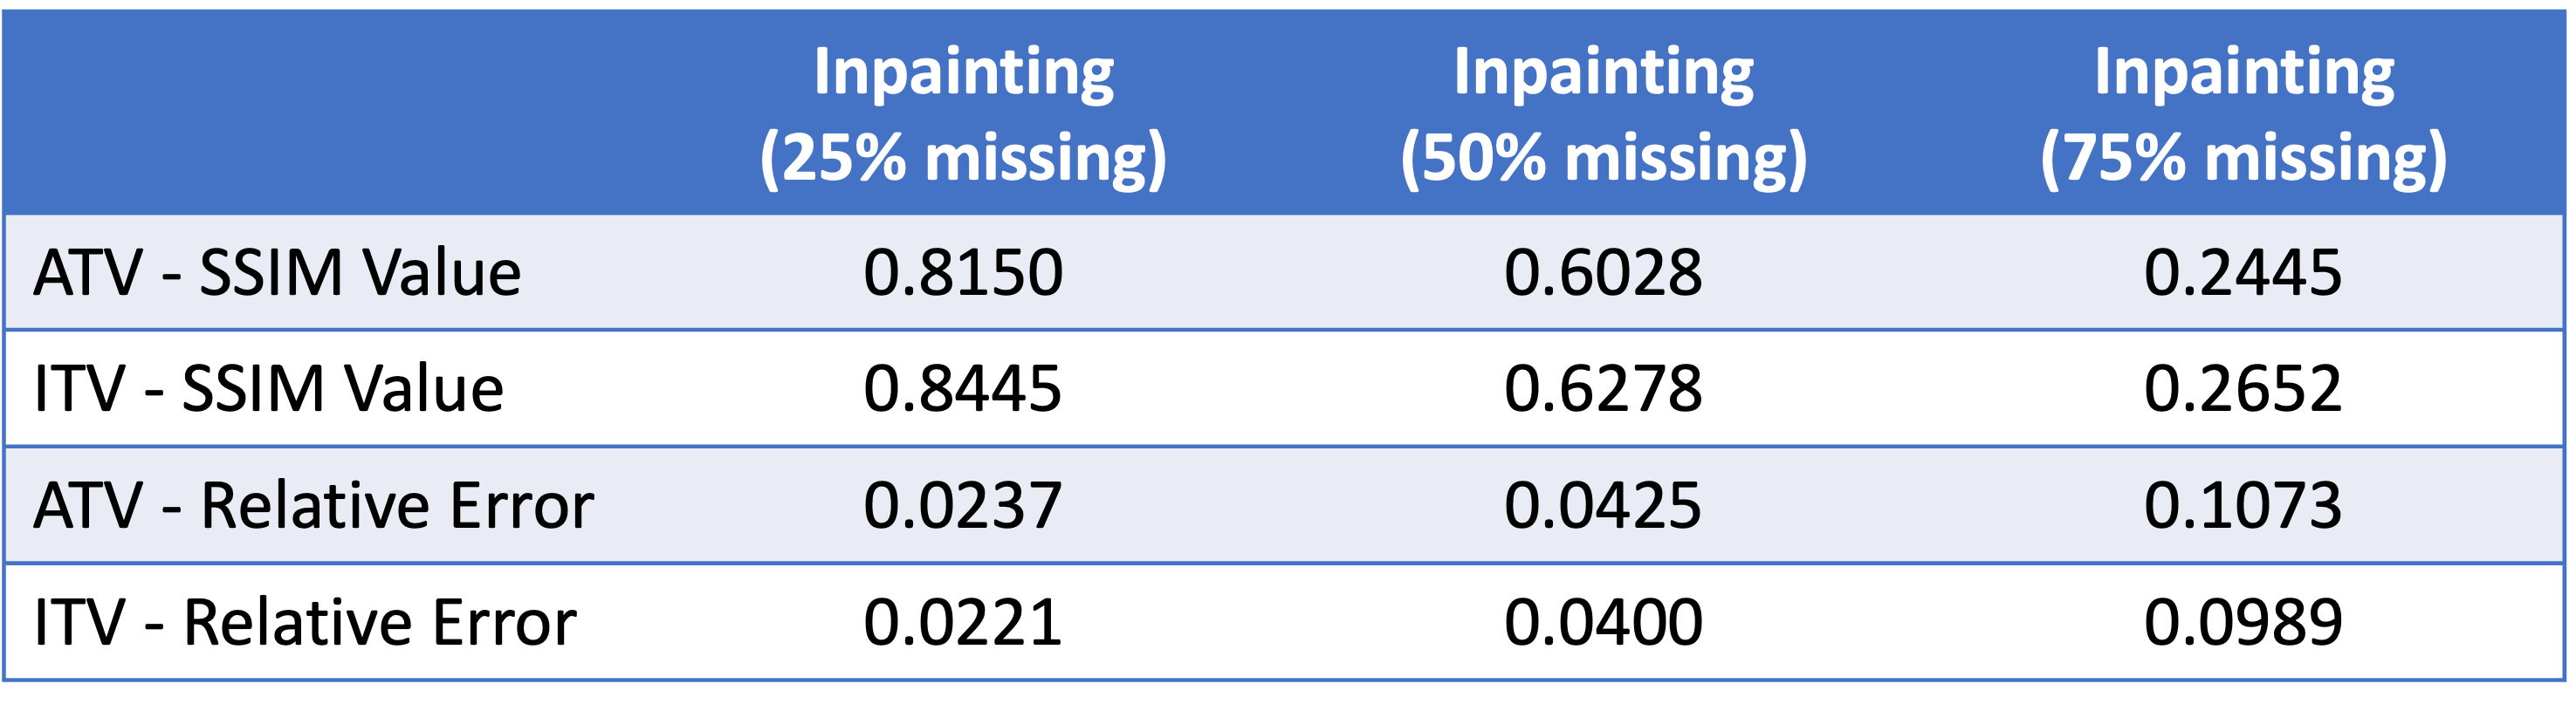 Inpainting Inpainting Inpainting
(25% missing) (50% missing) (75% missing)
ATV - SSIM Value 0.8150 0.6028 0.2445
ITV - SSIM Value 0.8445 0.6278 0.2652
ATV - Relative Error 0.0237 0.0425 0.1073
ITV - Relative Error 0.0221 0.0400 0.0989